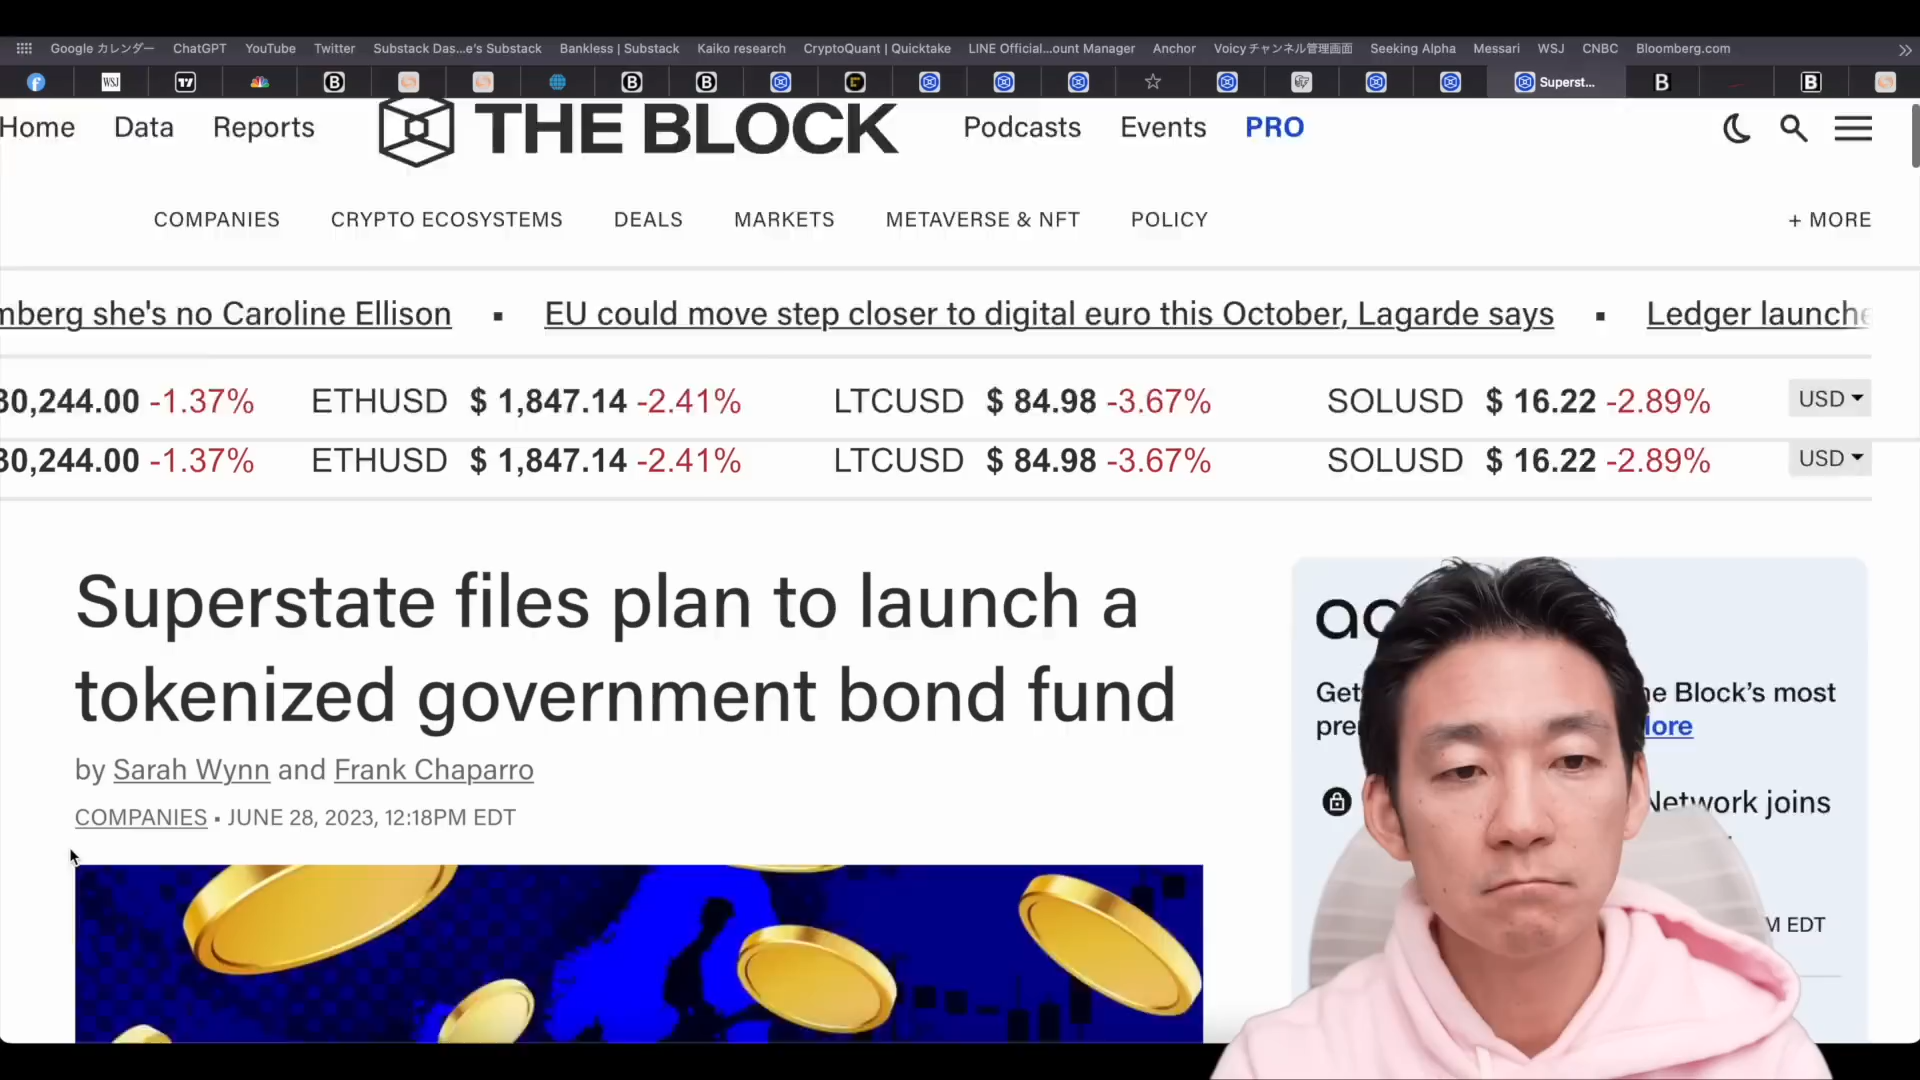 Google カレンダー ChatGPT YouTube Twitter Substack Das...e's Substack Bankless | Substack Kaiko research CryptoQuant | Quicktake LINE Official...ount Manager Anchor Voicy チャンネル管理画面 Seeking Alpha Messari WSJ CNBC Bloomberg.com
WSJ Superst...
Home Data Reports THE BLOCK Podcasts Events PRO
COMPANIES CRYPTO ECOSYSTEMS DEALS MARKETS METAVERSE & NFT POLICY + MORE
mberg she's no Caroline Ellison ▪ EU could move step closer to digital euro this October, Lagarde says ▪ Ledger launche
30,244.00 -1.37% ETHUSD $ 1,847.14 -2.41% LTCUSD $ 84.98 -3.67% SOLUSD $ 16.22 -2.89% USD
30,244.00 -1.37% ETHUSD $ 1,847.14 -2.41% LTCUSD $ 84.98 -3.67% SOLUSD $ 16.22 -2.89% USD
Superstate files plan to launch a
tokenized government bond fund
by Sarah Wynn and Frank Chaparro
COMPANIES • JUNE 28, 2023, 12:18PM EDT
Get he Block's most
pre ore
Network joins
M EDT